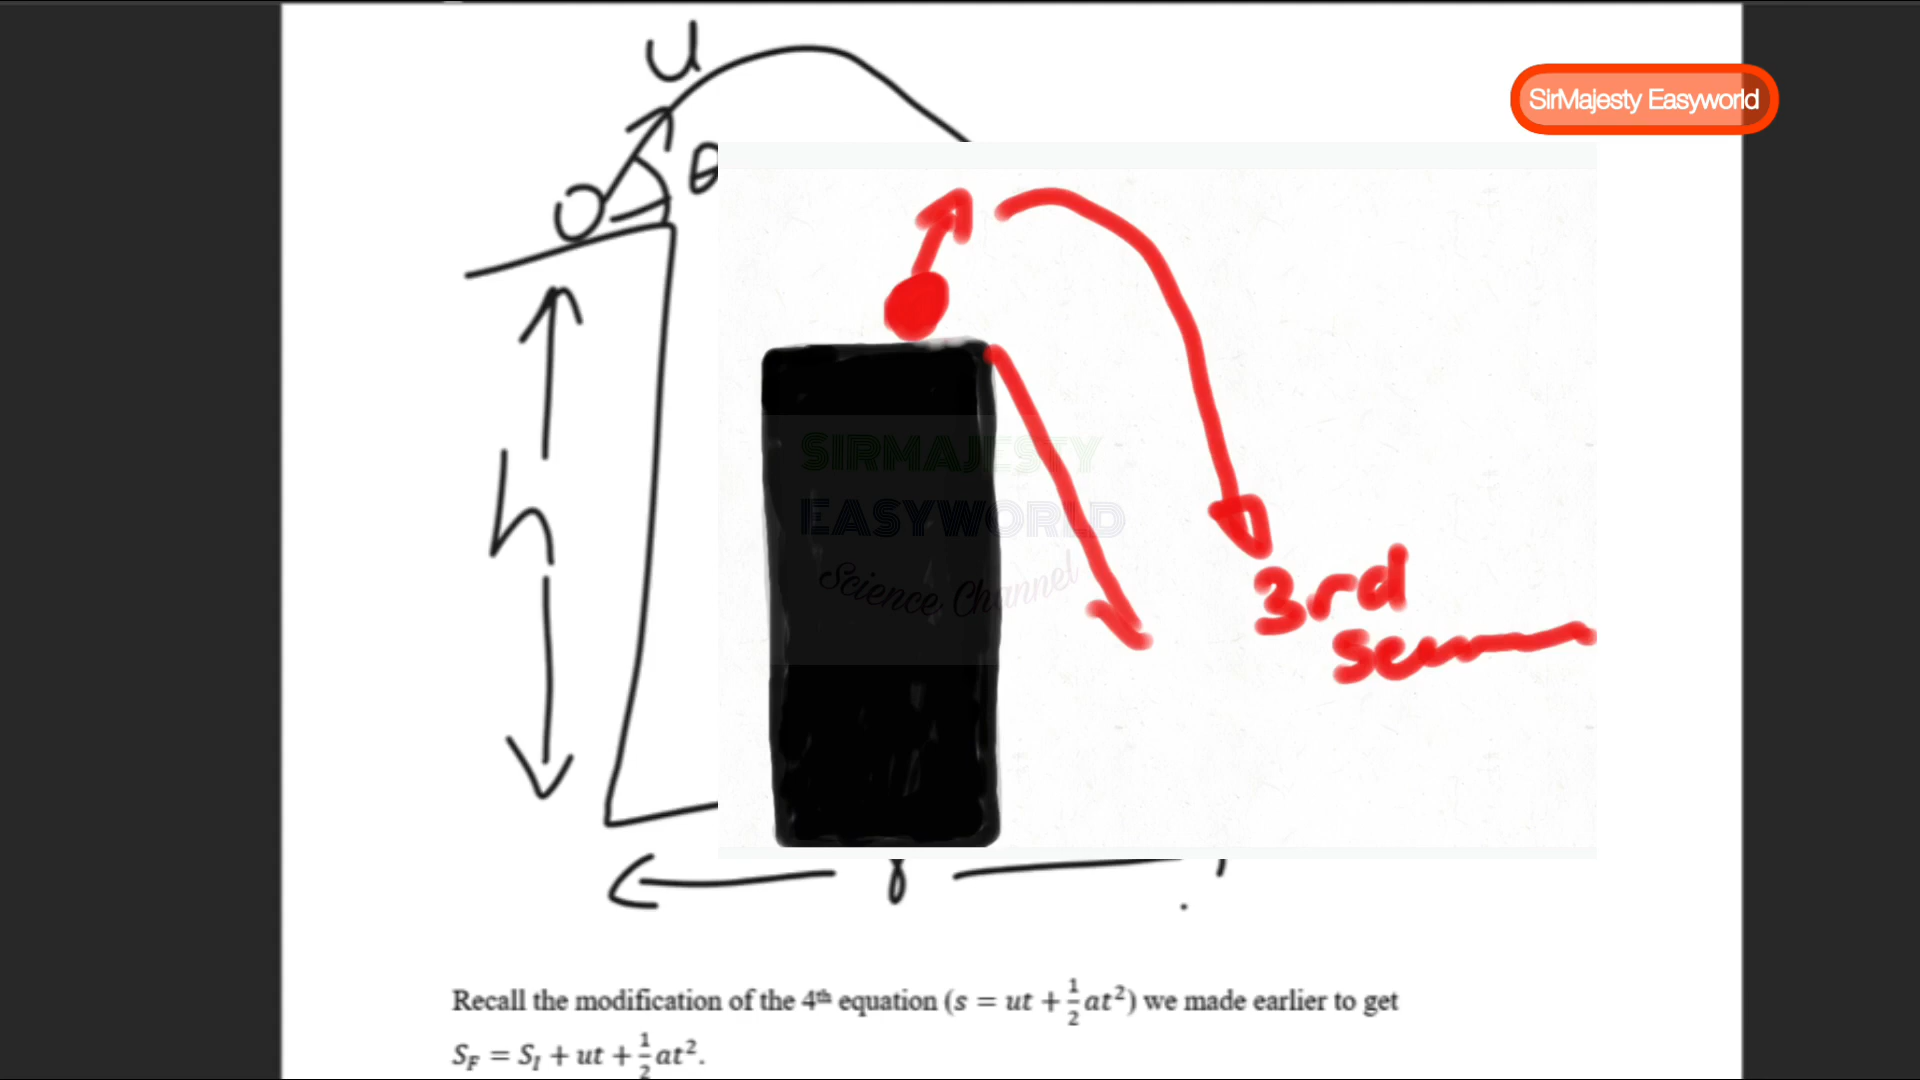 U
θ
SirMajesty Easyworld
h
SIRMAJESTY
EASYWORLD
Science Channel
3rd
Recall the modification of the 4ᵗʰ equation (s = ut + ½at²) we made earlier to get
S_F = S_I + ut + ½at².